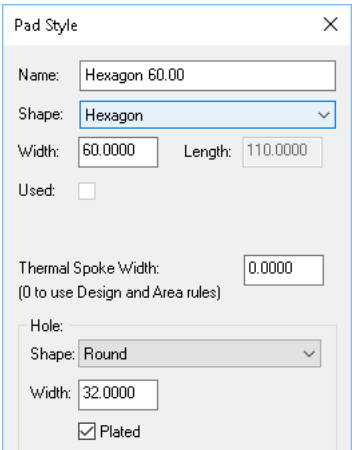 Pad Style
Name: Hexagon 60.00
Shape: Hexagon
Width: 60.0000 Length: 110.0000
Used:
Thermal Spoke Width: 0.0000
(0 to use Design and Area rules)
Hole:
Shape: Round
Width: 32.0000
Plated